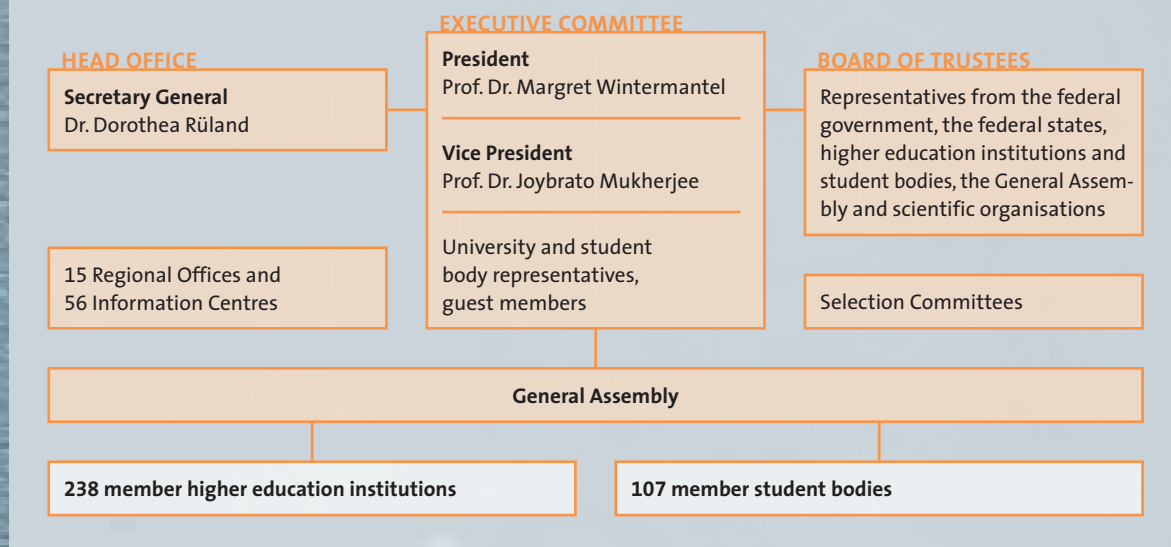 HEAD OFFICE
Secretary General
Dr. Dorothea Rüland
15 Regional Offices and
56 Information Centres
EXECUTIVE COMMITTEE
President
Prof. Dr. Margret Wintermantel
Vice President
Prof. Dr. Joybrato Mukherjee
University and student
body representatives,
guest members
BOARD OF TRUSTEES
Representatives from the federal
government, the federal states,
higher education institutions and
student bodies, the General Assem-
bly and scientific organisations
Selection Committees
General Assembly
238 member higher education institutions
107 member student bodies